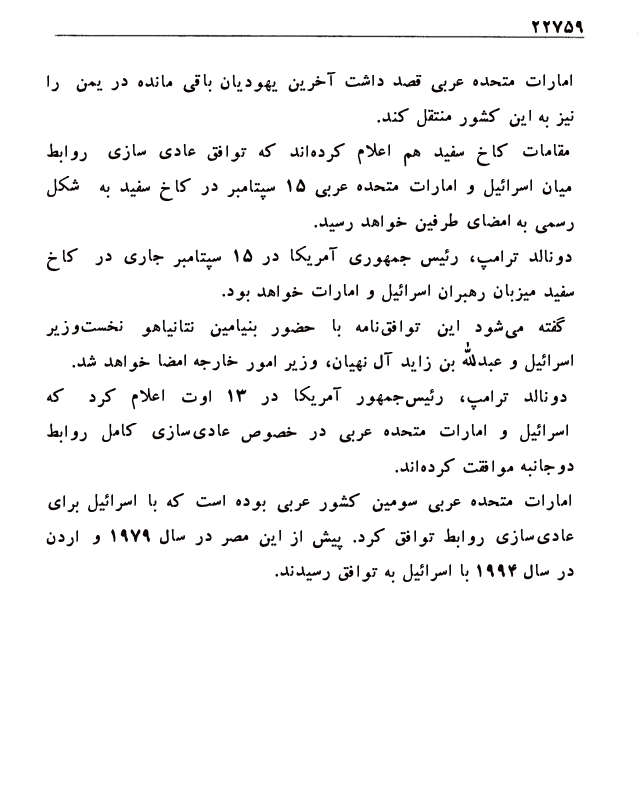 ۲۲۷۵۹
امارات متحده عربی قصد داشت آخرین یهودیان باقی مانده در یمن را
نیز به این کشور منتقل کند.
مقامات کاخ سفید هم اعلام کرده‌اند که توافق عادی سازی روابط
میان اسرائیل و امارات متحده عربی ۱۵ سپتامبر در کاخ سفید به شکل
رسمی به امضای طرفین خواهد رسید.
دونالد ترامپ، رئیس جمهوری آمریکا در ۱۵ سپتامبر جاری در کاخ
سفید میزبان رهبران اسرائیل و امارات خواهد بود.
گفته می‌شود این توافق‌نامه با حضور بنیامین نتانیاهو نخست‌وزیر
اسرائیل و عبدالله بن زاید آل نهیان، وزیر امور خارجه امضا خواهد شد.
دونالد ترامپ، رئیس‌جمهور آمریکا در ۱۳ اوت اعلام کرد که
اسرائیل و امارات متحده عربی در خصوص عادی‌سازی کامل روابط
دوجانبه موافقت کرده‌اند.
امارات متحده عربی سومین کشور عربی بوده است که با اسرائیل برای
عادی‌سازی روابط توافق کرد. پیش از این مصر در سال ۱۹۷۹ و اردن
در سال ۱۹۹۴ با اسرائیل به توافق رسیدند.